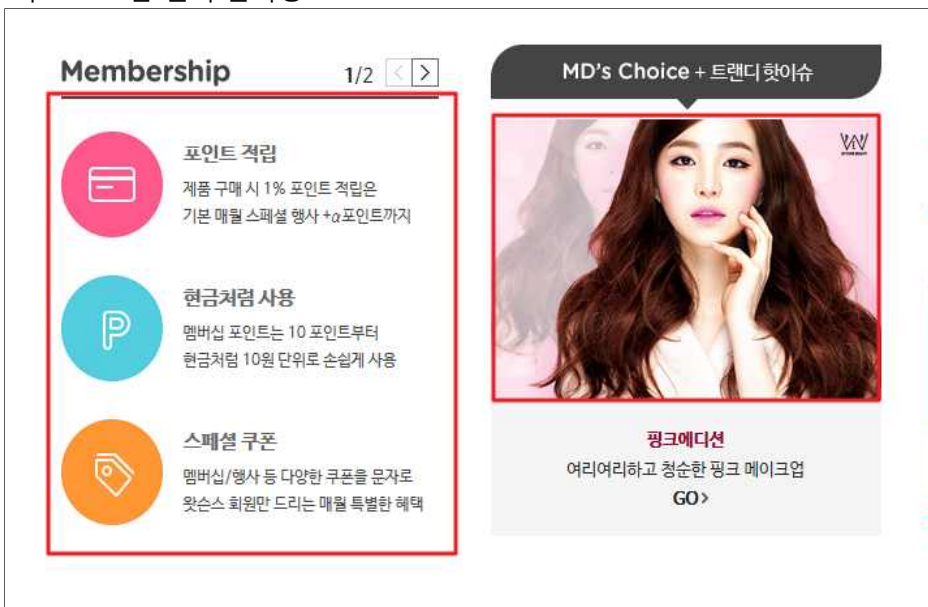 Membership 1/2 < >
포인트 적립
제품 구매 시 1% 포인트 적립은
기본 매월 스페셜 행사 +α포인트까지
현금처럼 사용
멤버십 포인트는 10 포인트부터
현금처럼 10원 단위로 손쉽게 사용
스페셜 쿠폰
멤버십/행사 등 다양한 쿠폰을 문자로
왓슨스 회원만 드리는 매월 특별한 혜택
MD's Choice + 트랜디 핫이슈
핑크에디션
여리여리하고 청순한 핑크 메이크업
GO >